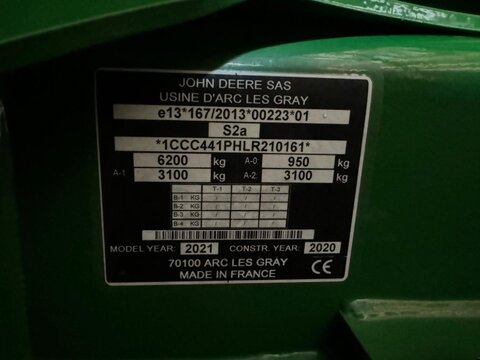 JOHN DEERE SAS
USINE D'ARC LES GRAY
e13*167/2013*00223*01
S2a
*1CCC441PHLR210161*
6200 kg A-0: 950 kg
A-1 3100 kg A-2: 3100 kg
T-1 T-2 T-3
B-1 KG / / /
B-2 KG / / /
B-3 KG / / /
B-4 KG / / /
MODEL YEAR: 2021 CONSTR. YEAR: 2020
70100 ARC LES GRAY
MADE IN FRANCE CE